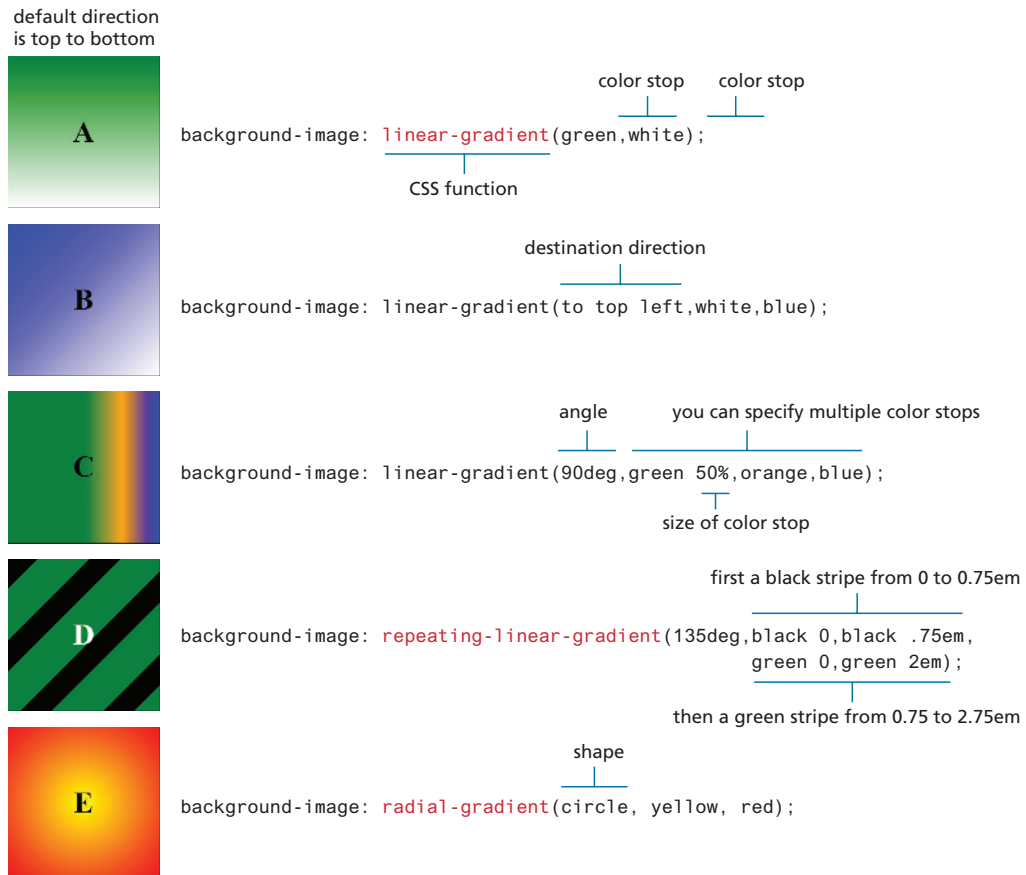 default direction
is top to bottom
color stop color stop
A
background-image: linear-gradient(green,white);
CSS function
destination direction
B
background-image: linear-gradient(to top left,white,blue);
angle you can specify multiple color stops
C
background-image: linear-gradient(90deg,green 50%,orange,blue);
size of color stop
first a black stripe from 0 to 0.75em
D
background-image: repeating-linear-gradient(135deg,black 0,black .75em,
green 0,green 2em);
then a green stripe from 0.75 to 2.75em
shape
E
background-image: radial-gradient(circle, yellow, red);